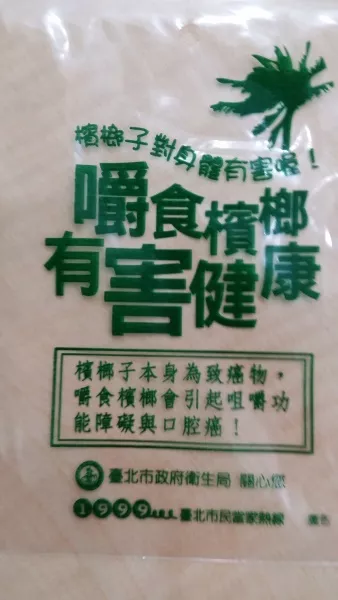 檳榔子對身體有害喔！
嚼食檳榔
有害健康
檳榔子本身為致癌物，
嚼食檳榔會引起咀嚼功
能障礙與口腔癌！
臺北市政府衛生局 關心您
1999 臺北市民當家熱線 廣告